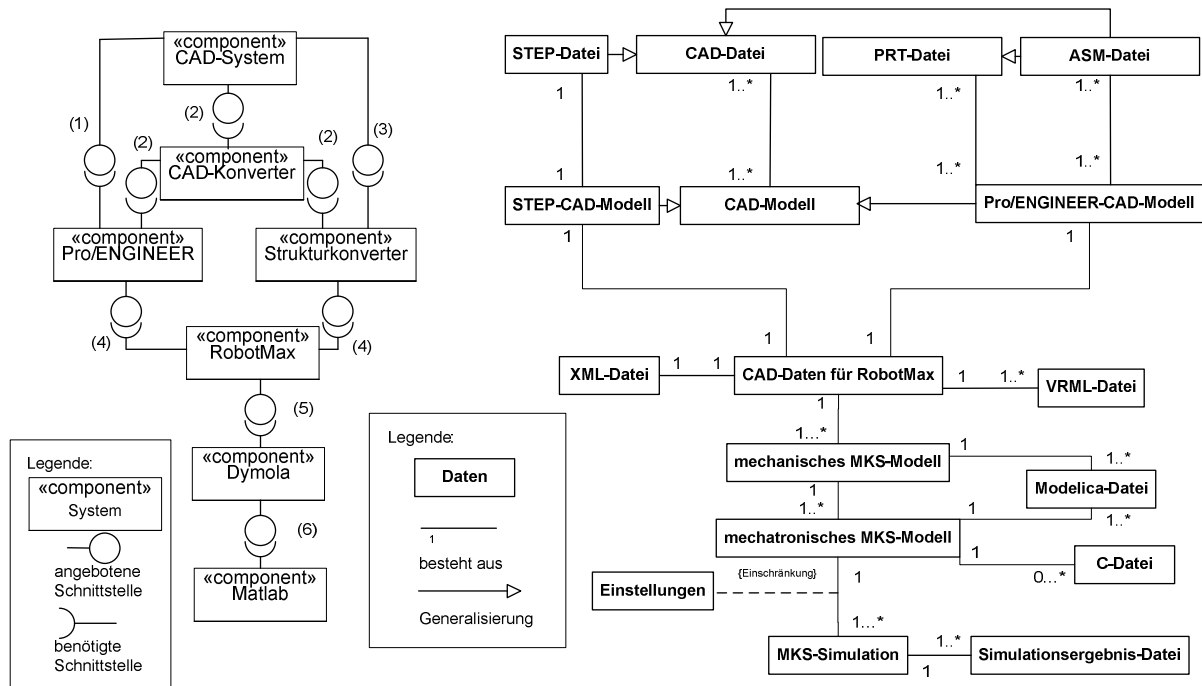 «component»
CAD-System
(1)
(2)
(3)
(2)
(2)
«component»
CAD-Konverter
«component»
Pro/ENGINEER
«component»
Strukturkonverter
(4)
(4)
«component»
RobotMax
(5)
«component»
Dymola
(6)
«component»
Matlab
Legende:
«component»
System
angebotene
Schnittstelle
benötigte
Schnittstelle
Legende:
Daten
1
besteht aus
Generalisierung
STEP-Datei
CAD-Datei
PRT-Datei
ASM-Datei
1
1..*
1..*
1..*
1
1..*
1..*
1..*
STEP-CAD-Modell
CAD-Modell
Pro/ENGINEER-CAD-Modell
1
1
1
1
XML-Datei
1
1
CAD-Daten für RobotMax
1
1..*
VRML-Datei
1
1...*
mechanisches MKS-Modell
1
1..*
Modelica-Datei
1
1..*
1
1..*
mechatronisches MKS-Modell
1
0...*
C-Datei
{Einschränkung}
1
Einstellungen
1...*
MKS-Simulation
1..*
1
Simulationsergebnis-Datei